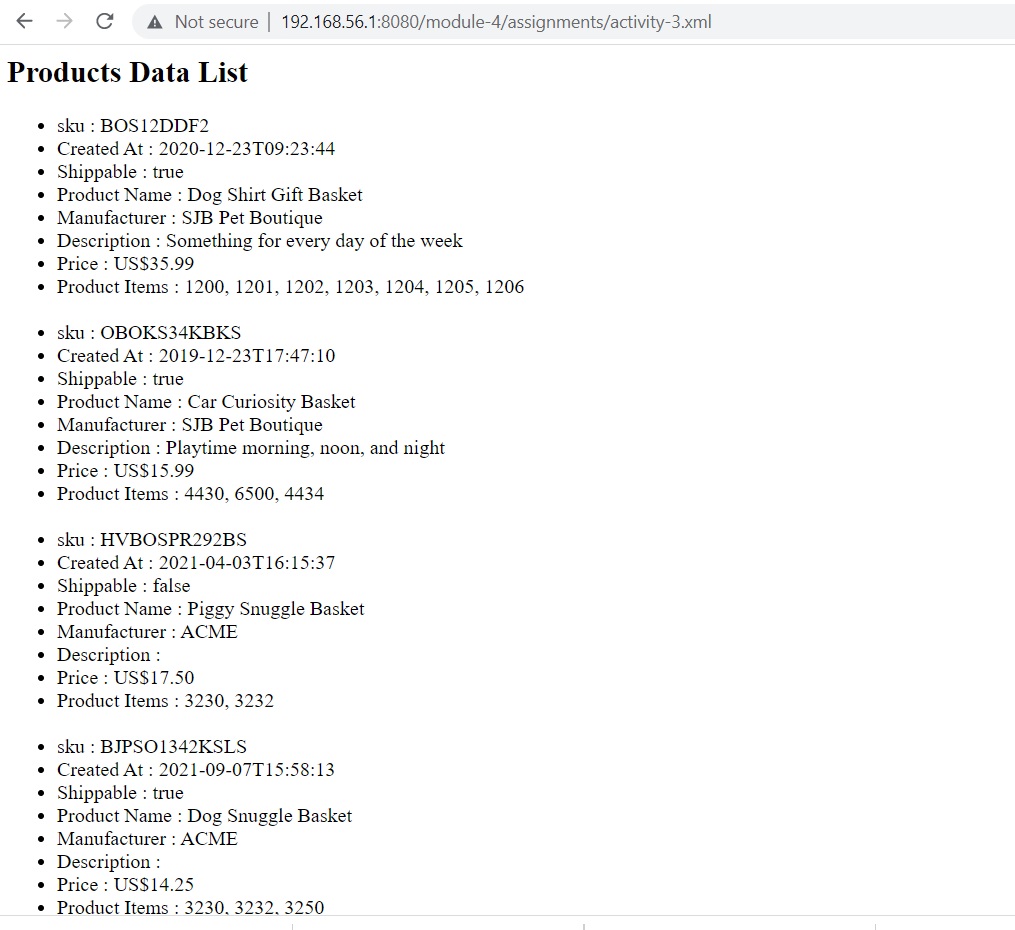 Not secure | 192.168.56.1:8080/module-4/assignments/activity-3.xml
Products Data List
• sku : BOS12DDF2
• Created At : 2020-12-23T09:23:44
• Shippable : true
• Product Name : Dog Shirt Gift Basket
• Manufacturer : SJB Pet Boutique
• Description : Something for every day of the week
• Price : US$35.99
• Product Items : 1200, 1201, 1202, 1203, 1204, 1205, 1206
• sku : OBOKS34KBKS
• Created At : 2019-12-23T17:47:10
• Shippable : true
• Product Name : Car Curiosity Basket
• Manufacturer : SJB Pet Boutique
• Description : Playtime morning, noon, and night
• Price : US$15.99
• Product Items : 4430, 6500, 4434
• sku : HVBOSPR292BS
• Created At : 2021-04-03T16:15:37
• Shippable : false
• Product Name : Piggy Snuggle Basket
• Manufacturer : ACME
• Description :
• Price : US$17.50
• Product Items : 3230, 3232
• sku : BJPSO1342KSLS
• Created At : 2021-09-07T15:58:13
• Shippable : true
• Product Name : Dog Snuggle Basket
• Manufacturer : ACME
• Description :
• Price : US$14.25
• Product Items : 3230, 3232, 3250